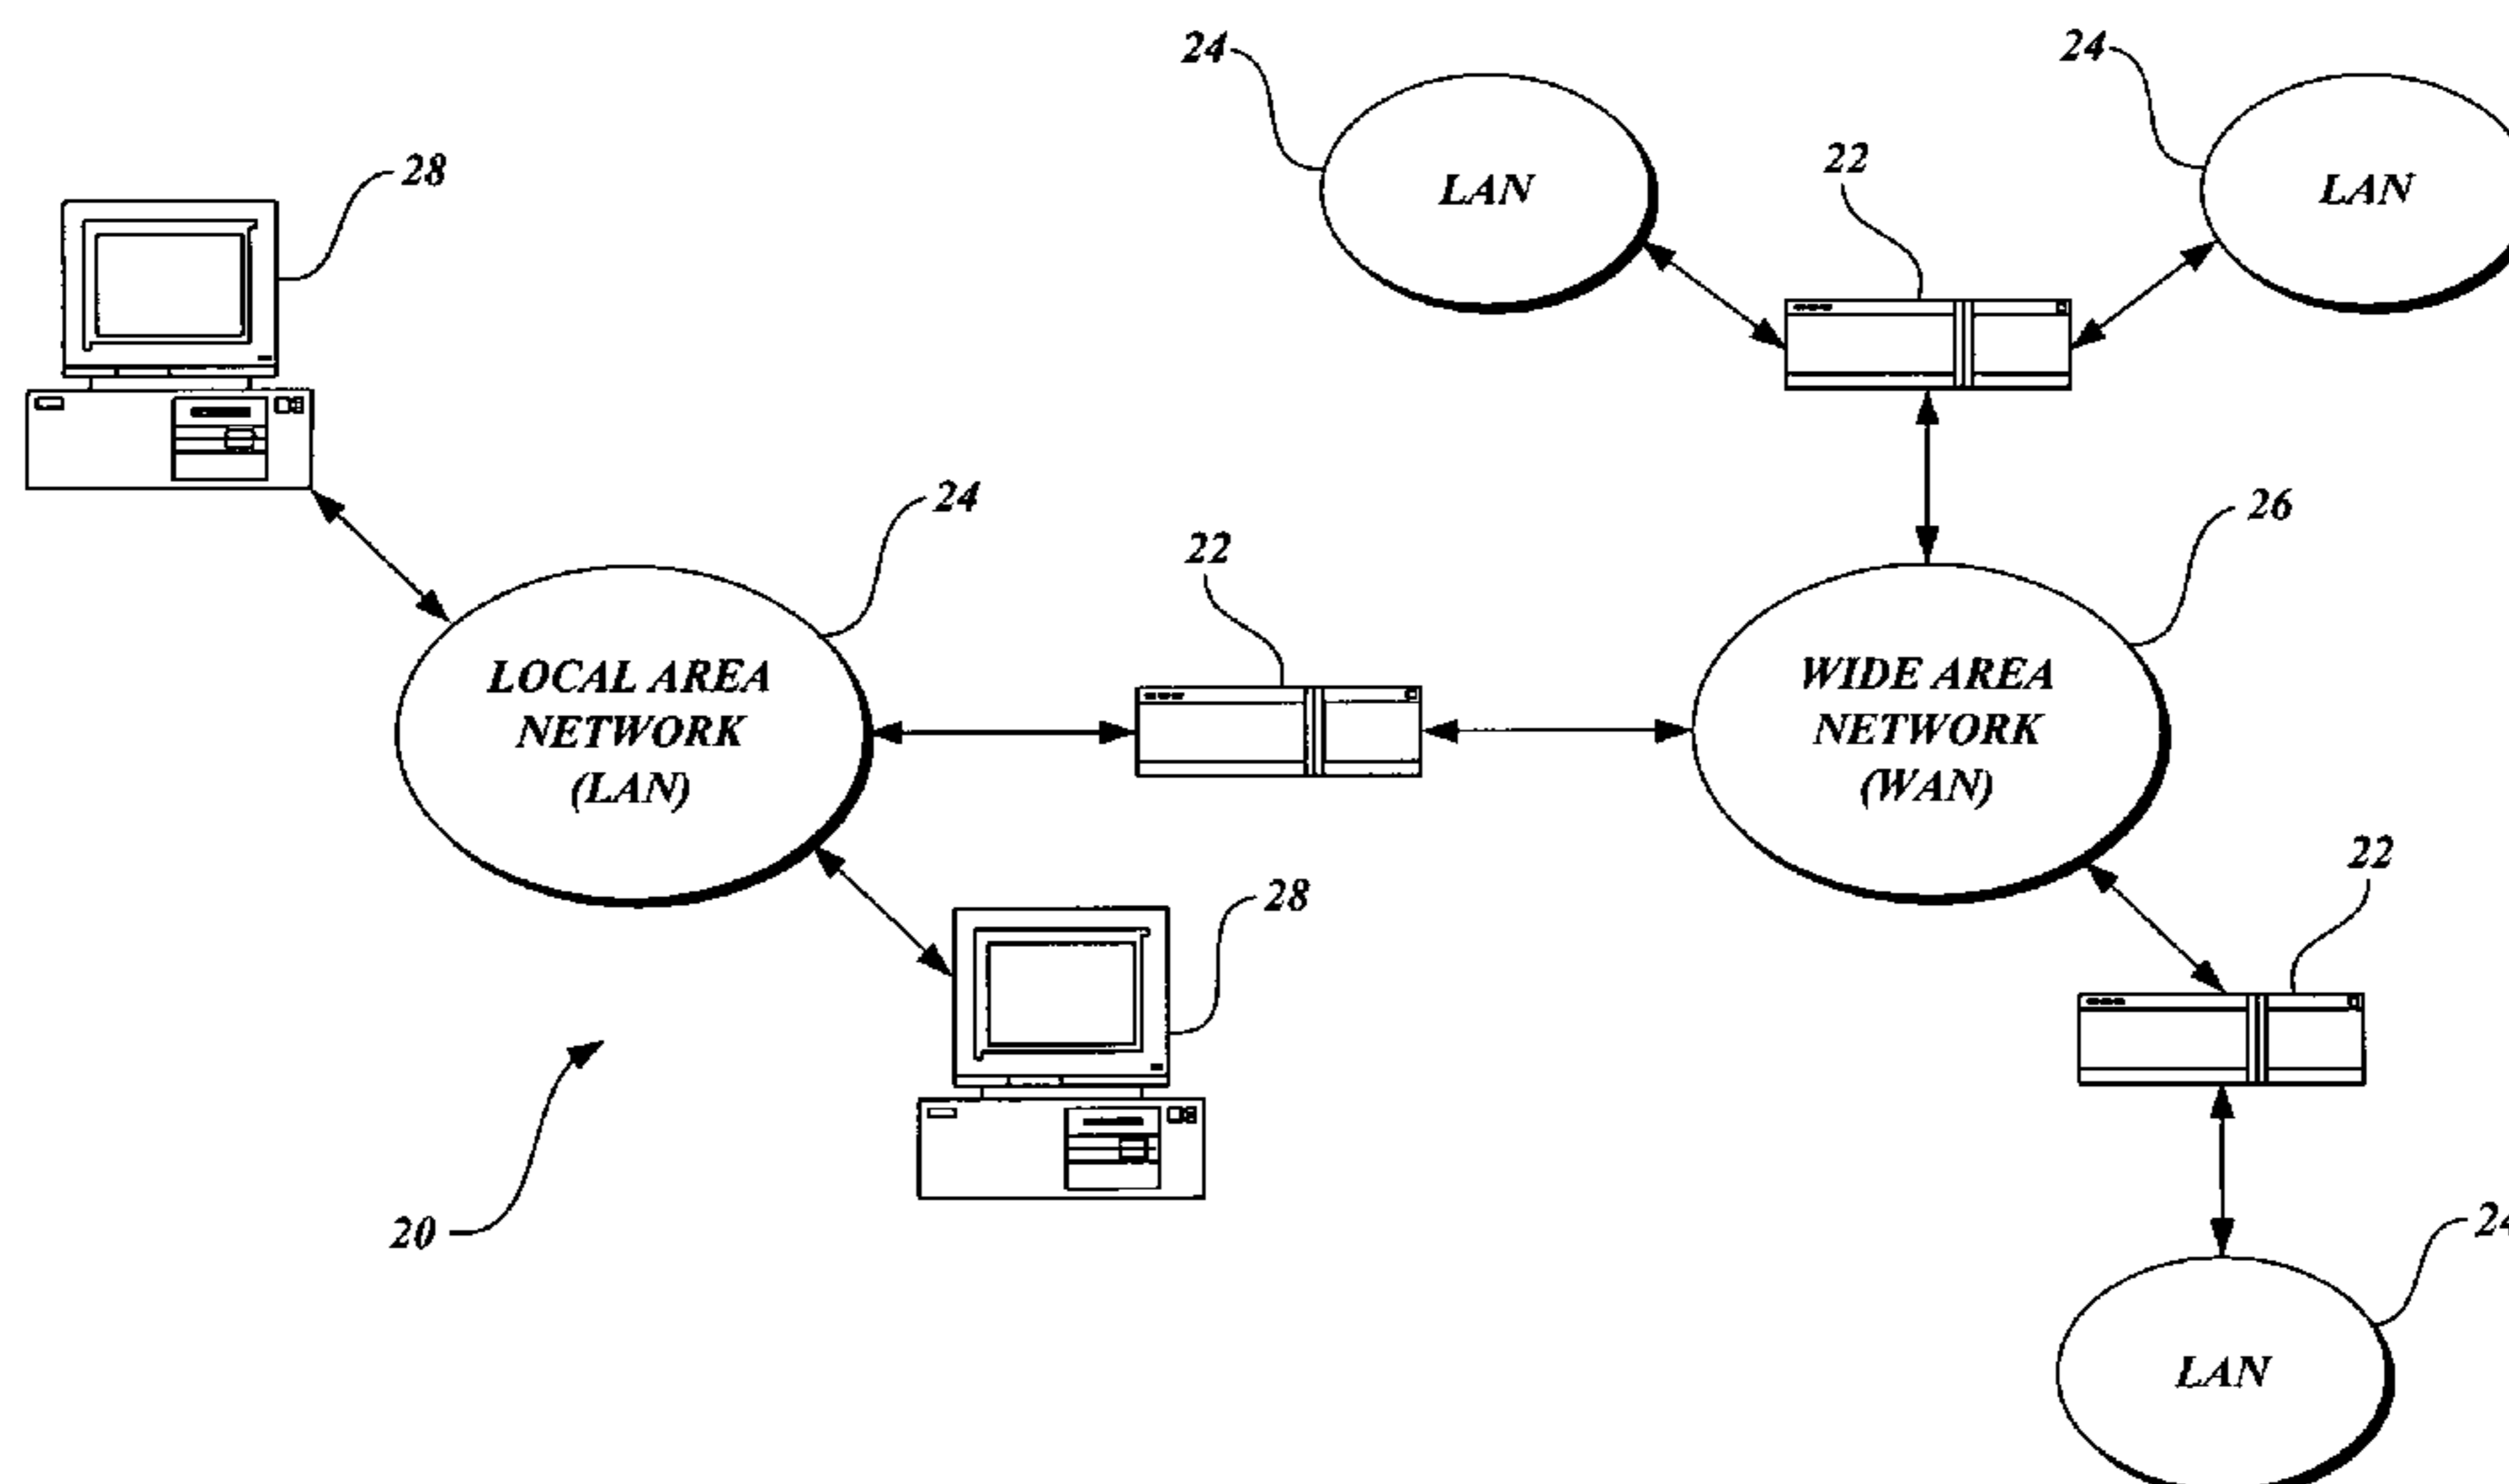 24
24
LAN
LAN
22
28
24
26
22
LOCAL AREA
NETWORK
(LAN)
WIDE AREA
NETWORK
(WAN)
22
28
20
LAN